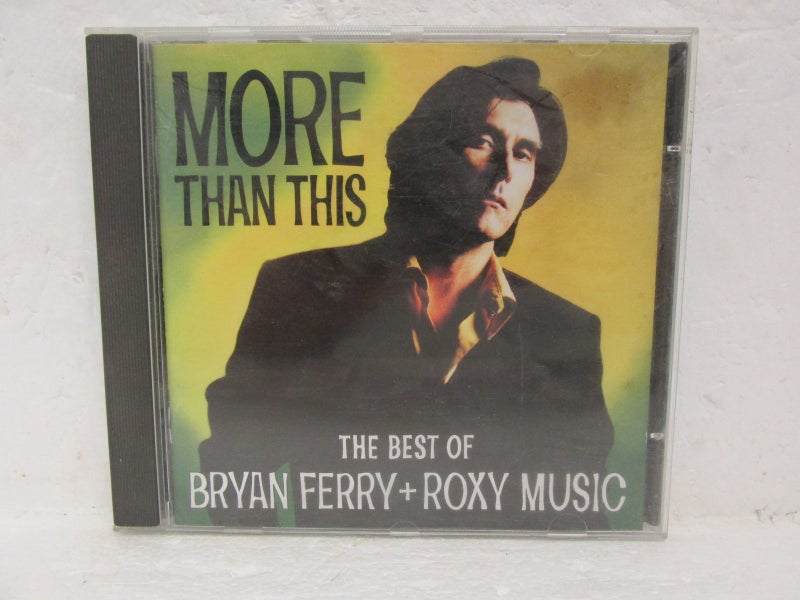 MORE
THAN THIS
THE BEST OF
BRYAN FERRY + ROXY MUSIC